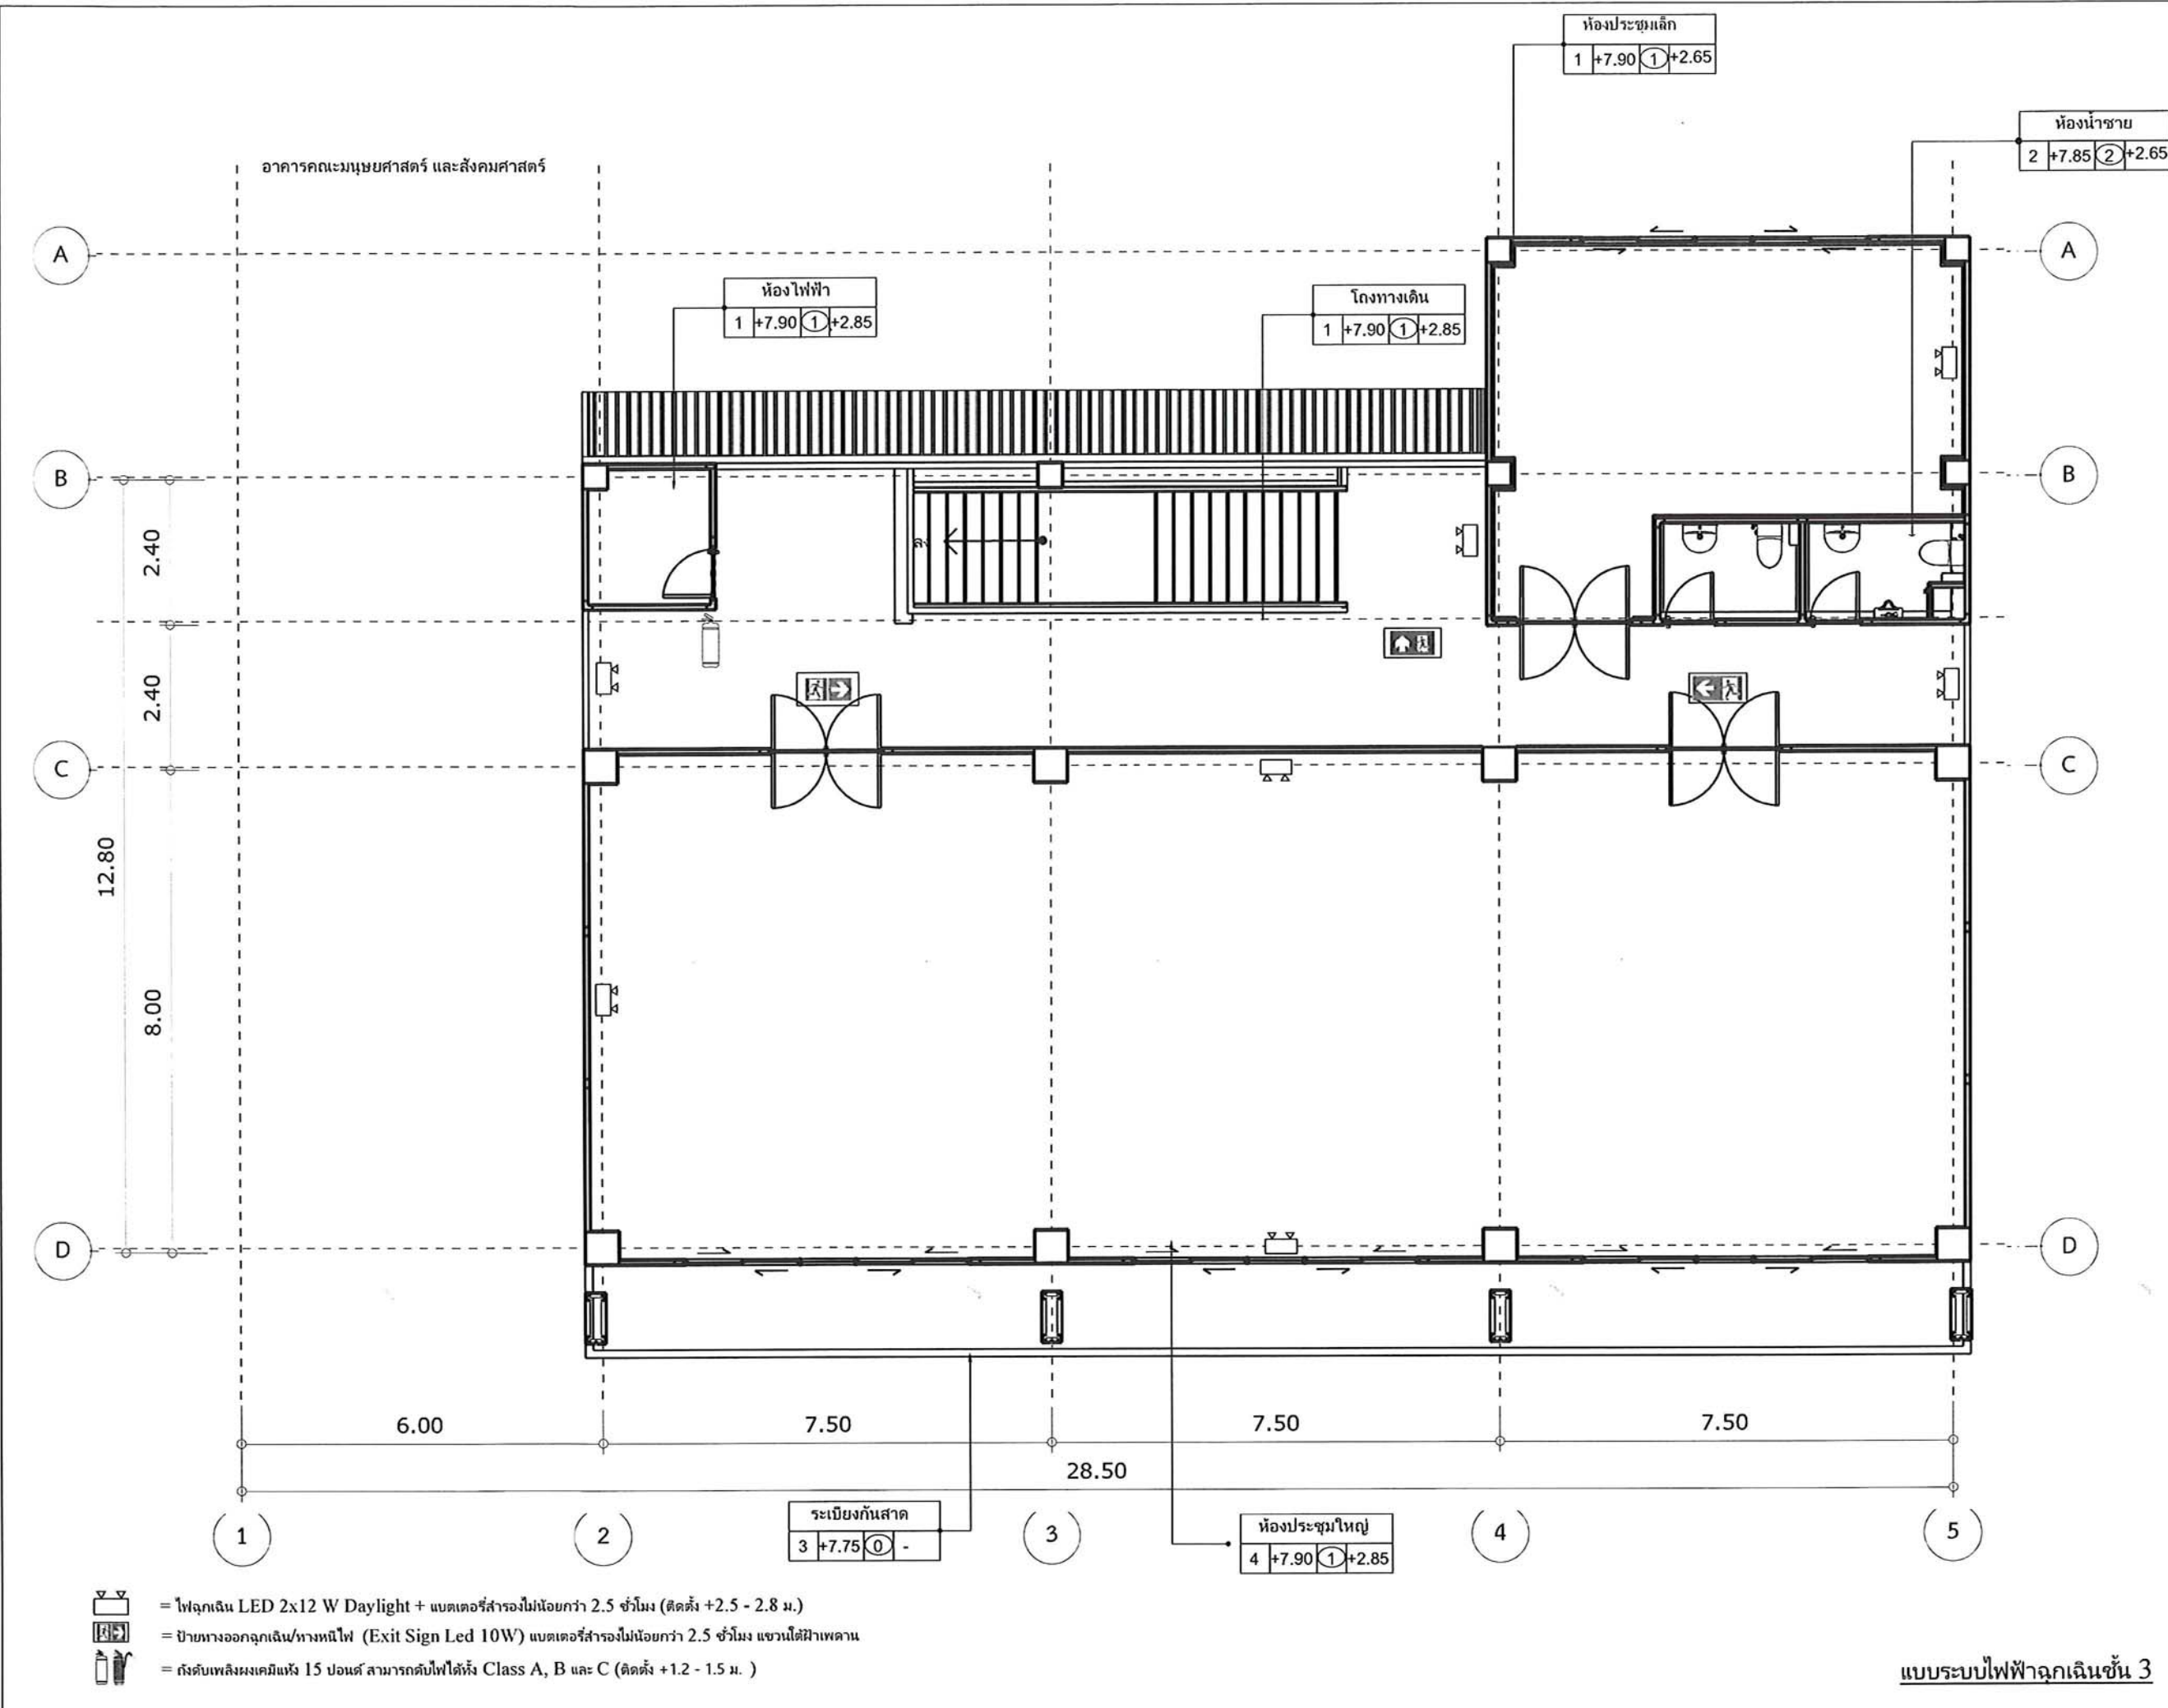 ห้องประชุมเล็ก
1 +7.90 1 +2.65
ห้องน้ำชาย
2 +7.85 2 +2.65
อาคารคณะมนุษยศาสตร์ และสังคมศาสตร์
A
A
ห้องไฟฟ้า
1 +7.90 1 +2.85
โถงทางเดิน
1 +7.90 1 +2.85
B
B
2.40
ลง
2.40
C
C
12.80
8.00
D
D
6.00
7.50
7.50
7.50
28.50
ระเบียงกันสาด
3 +7.75 0 -
ห้องประชุมใหญ่
4 +7.90 1 +2.85
1
2
3
4
5
= ไฟฉุกเฉิน LED 2x12 W Daylight + แบตเตอรี่สำรองไม่น้อยกว่า 2.5 ชั่วโมง (ติดตั้ง +2.5 - 2.8 ม.)
= ป้ายทางออกฉุกเฉิน/ทางหนีไฟ (Exit Sign Led 10W) แบตเตอรี่สำรองไม่น้อยกว่า 2.5 ชั่วโมง แขวนใต้ฝ้าเพดาน
= ถังดับเพลิงผงเคมีแห้ง 15 ปอนด์ สามารถดับไฟได้ทั้ง Class A, B และ C (ติดตั้ง +1.2 - 1.5 ม. )
แบบระบบไฟฟ้าฉุกเฉินชั้น 3